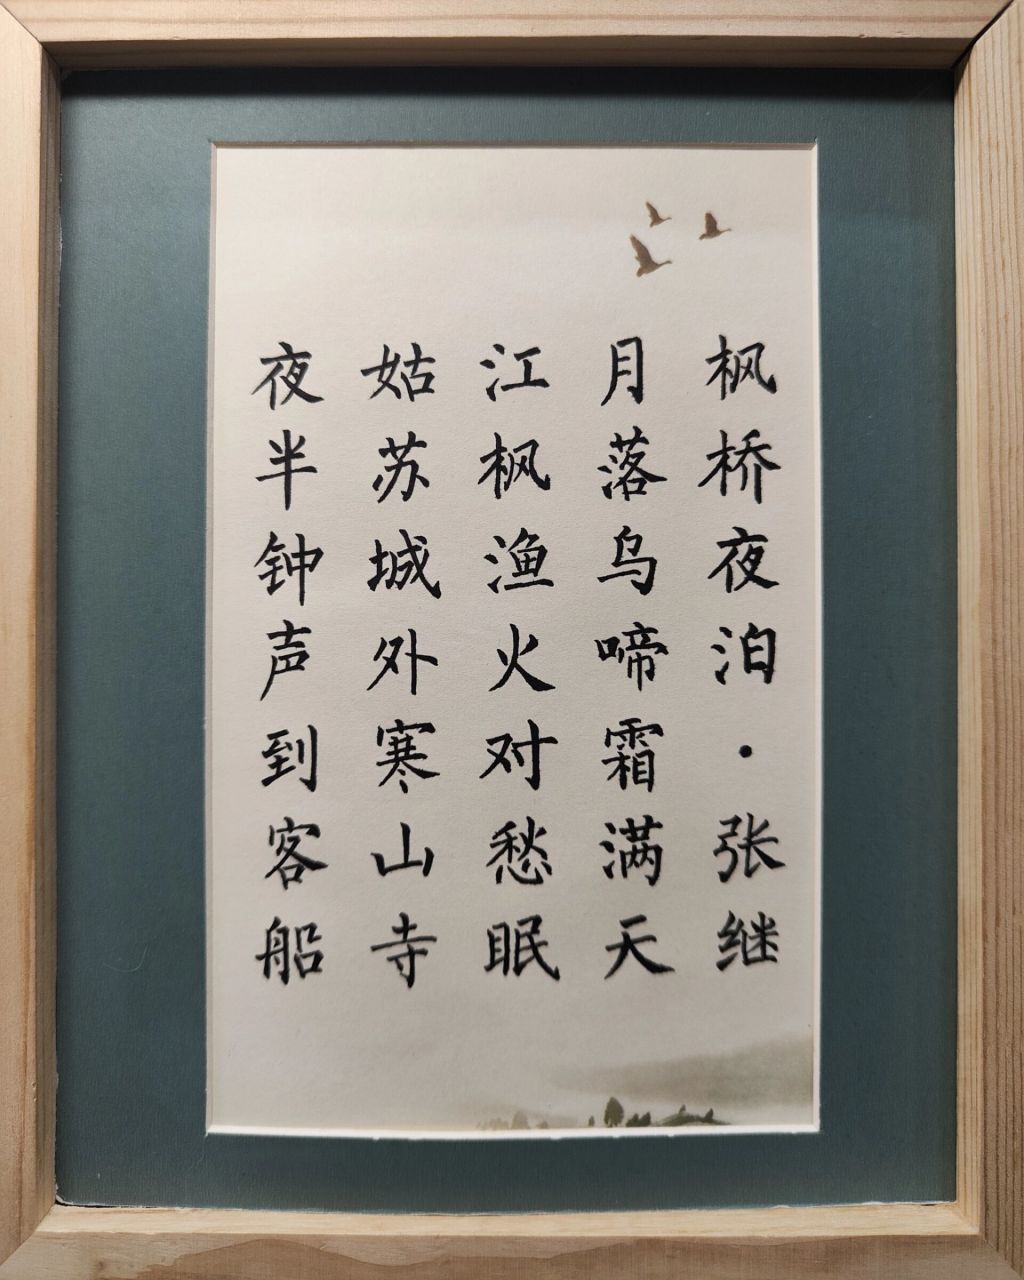 枫桥夜泊·张继
月落乌啼霜满天
江枫渔火对愁眠
姑苏城外寒山寺
夜半钟声到客船